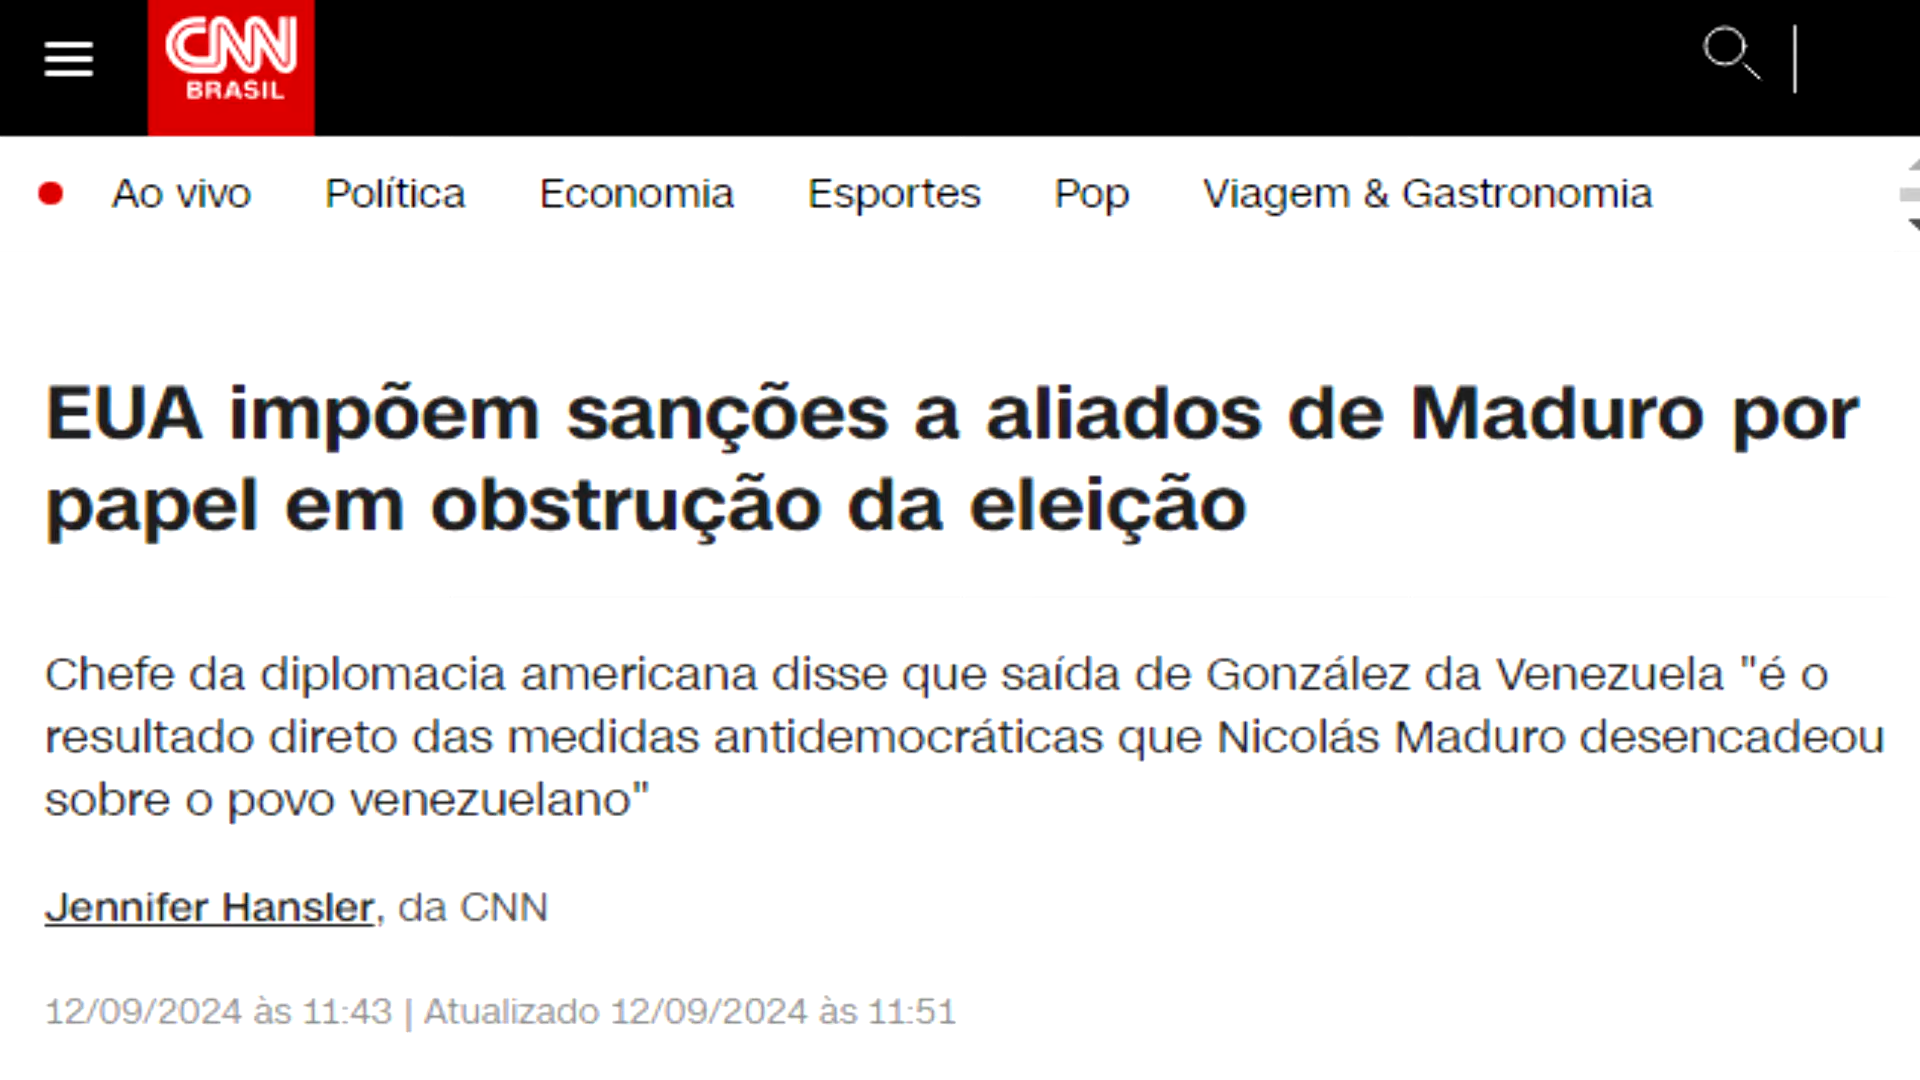 CNN
BRASIL
Ao vivo Política Economia Esportes Pop Viagem & Gastronomia
EUA impõem sanções a aliados de Maduro por
papel em obstrução da eleição
Chefe da diplomacia americana disse que saída de González da Venezuela "é o
resultado direto das medidas antidemocráticas que Nicolás Maduro desencadeou
sobre o povo venezuelano"
Jennifer Hansler, da CNN
12/09/2024 às 11:43 | Atualizado 12/09/2024 às 11:51